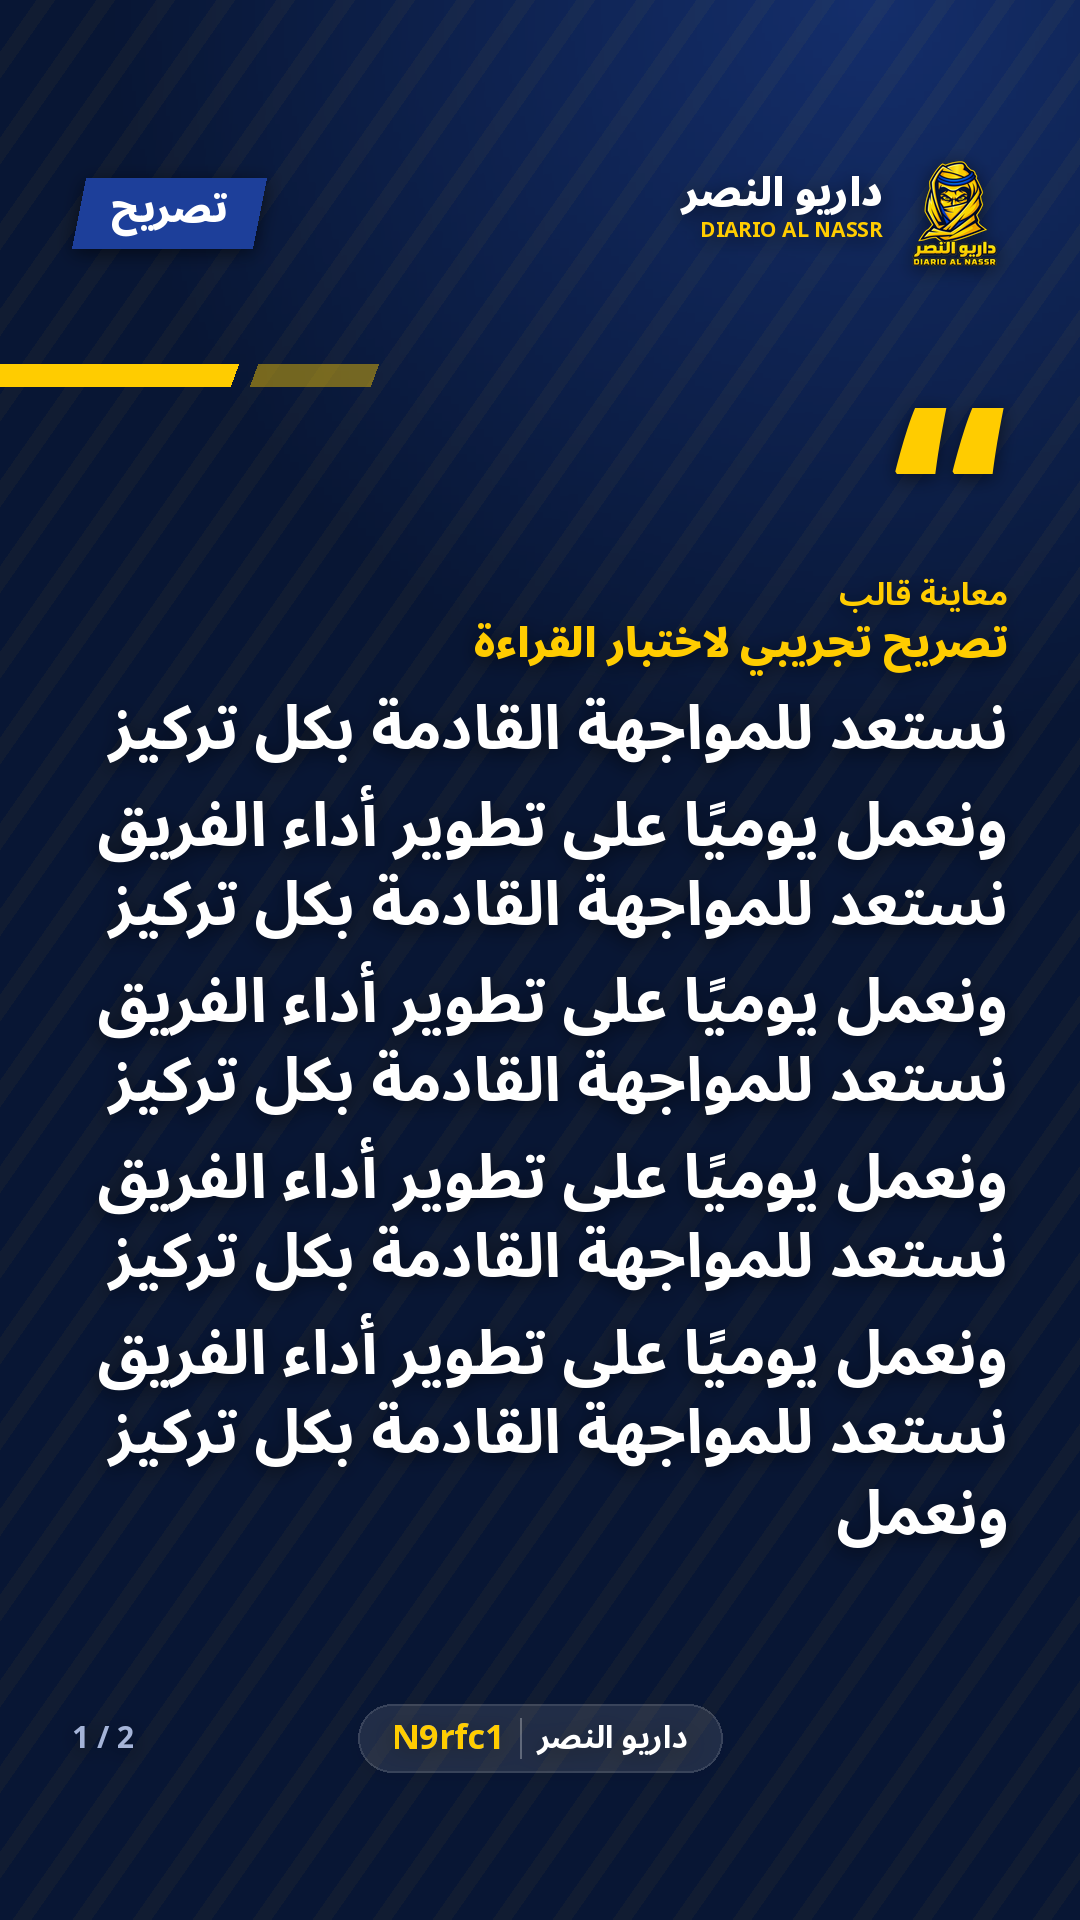 داريو النصر
DIARIO AL NASSR
داريو النصر
DIARIO AL NASSR
تصريح
"
معاينة قالب
تصريح تجريبي لاختبار القراءة
نستعد للمواجهة القادمة بكل تركيز
ونعمل يوميًا على تطوير أداء الفريق
نستعد للمواجهة القادمة بكل تركيز
ونعمل يوميًا على تطوير أداء الفريق
نستعد للمواجهة القادمة بكل تركيز
ونعمل يوميًا على تطوير أداء الفريق
نستعد للمواجهة القادمة بكل تركيز
ونعمل يوميًا على تطوير أداء الفريق
نستعد للمواجهة القادمة بكل تركيز
ونعمل
داريو النصر | N9rfc1
1 / 2